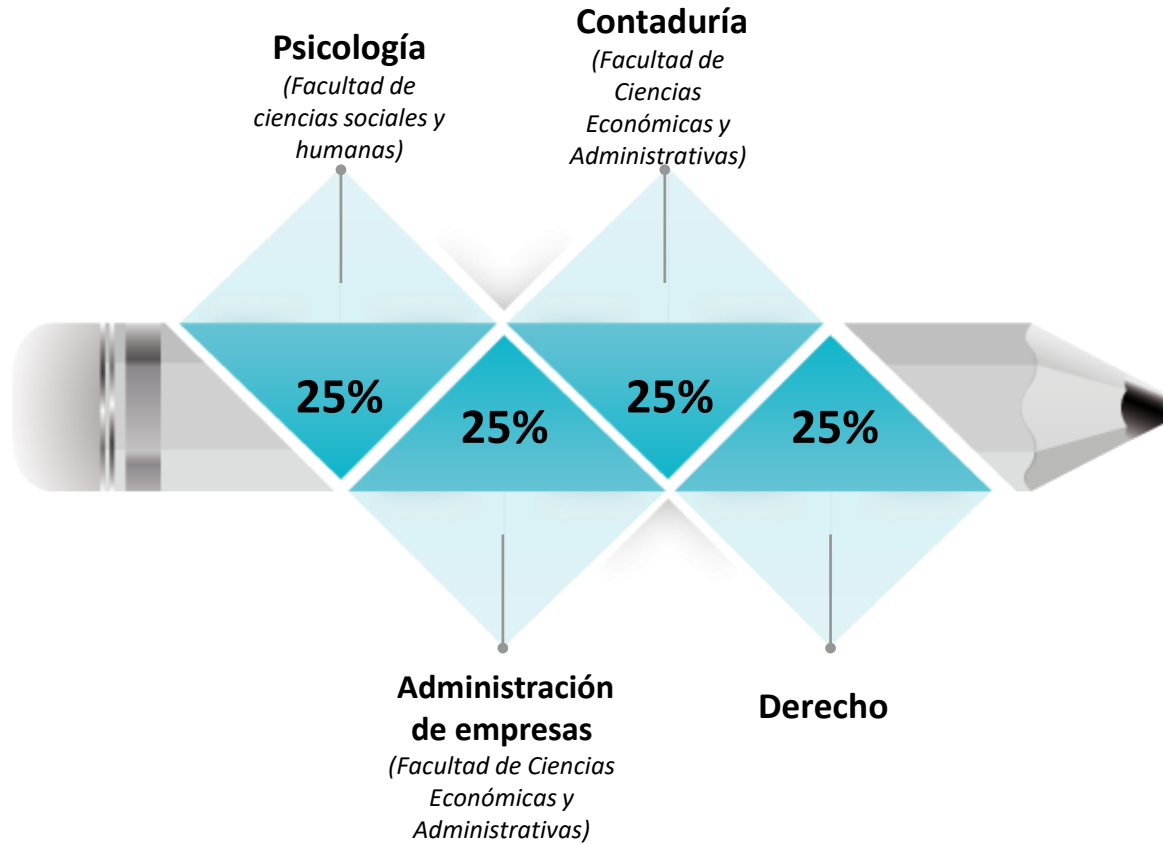 Psicología
(Facultad de
ciencias sociales y
humanas)
Contaduría
(Facultad de
Ciencias
Económicas y
Administrativas)
25%
25%
25%
25%
Administración
de empresas
(Facultad de Ciencias
Económicas y
Administrativas)
Derecho